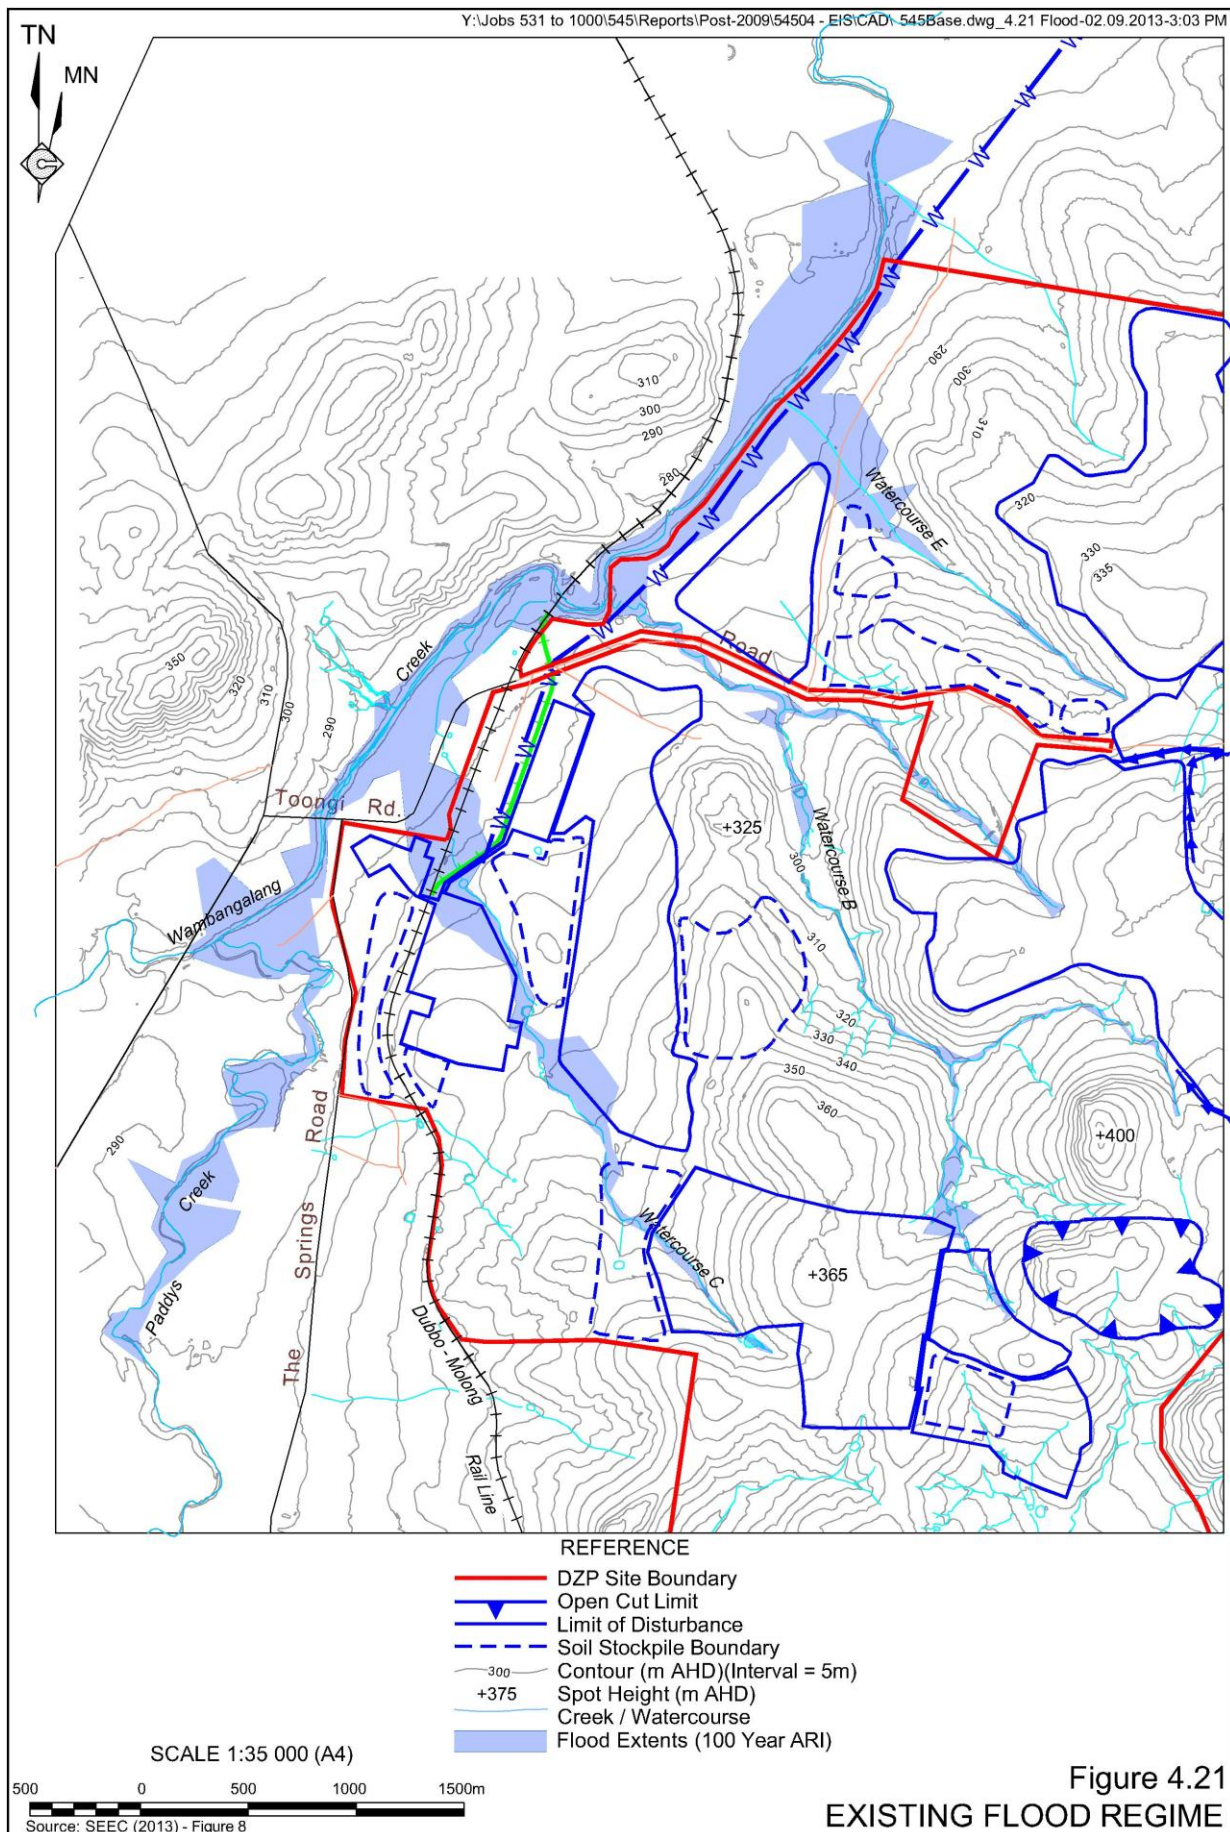 Y:\Jobs 531 to 1000\545\Reports\Post-2009\54504 - EIS\CAD\ 545Base.dwg_4.21 Flood-02.09.2013-3:03 PM
TN
MN
W
W
W
W
W
290
300
310
W
310
300
290
W
280
W
Watercourse E
320
330
335
W
W
W
Road
350
320
310
300
290
Creek
W
W
W
Toongi Rd.
+325
300
Watercourse B
Wambangalang
310
320
330
340
350
360
+400
290
Creek
The Springs Road
Watercourse C
+365
Paddys
Dubbo - Molong
Rail Line
REFERENCE
DZP Site Boundary
Open Cut Limit
Limit of Disturbance
Soil Stockpile Boundary
300 Contour (m AHD)(Interval = 5m)
+375 Spot Height (m AHD)
Creek / Watercourse
Flood Extents (100 Year ARI)
SCALE 1:35 000 (A4)
500 0 500 1000 1500m
Source: SEEC (2013) - Figure 8
Figure 4.21
EXISTING FLOOD REGIME